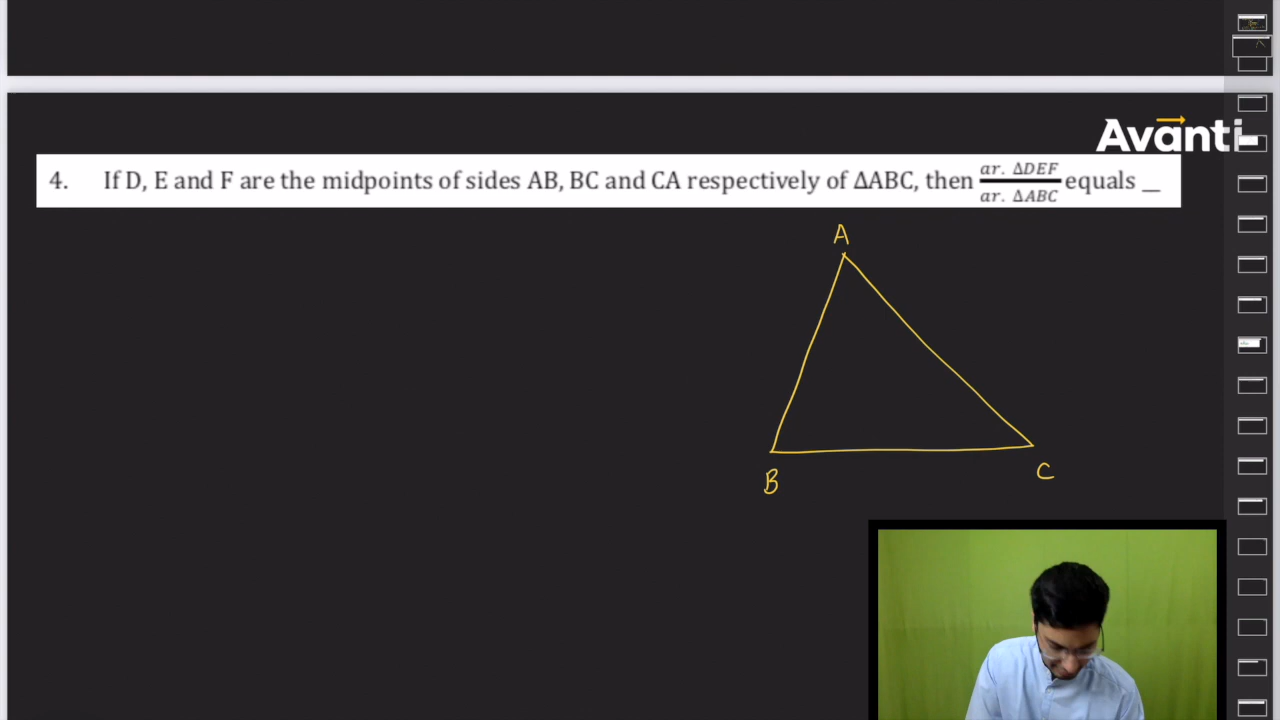 Avanti
4. If D, E and F are the midpoints of sides AB, BC and CA respectively of ΔABC, then ar. ΔDEF / ar. ΔABC equals __
A
B
C